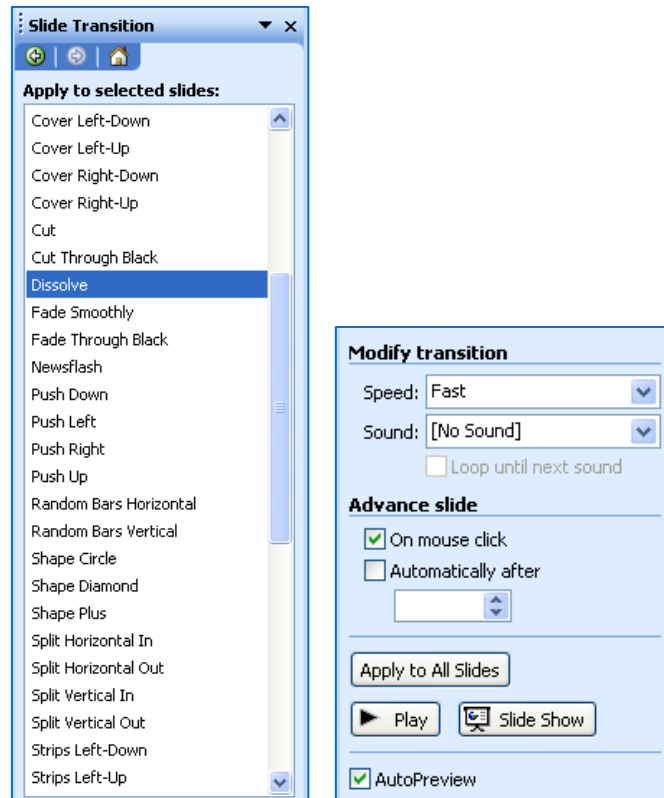 Slide Transition
Apply to selected slides:
Cover Left-Down
Cover Left-Up
Cover Right-Down
Cover Right-Up
Cut
Cut Through Black
Dissolve
Fade Smoothly
Fade Through Black
Newsflash
Push Down
Push Left
Push Right
Push Up
Random Bars Horizontal
Random Bars Vertical
Shape Circle
Shape Diamond
Shape Plus
Split Horizontal In
Split Horizontal Out
Split Vertical In
Split Vertical Out
Strips Left-Down
Strips Left-Up
Modify transition
Speed: Fast
Sound: [No Sound]
Loop until next sound
Advance slide
On mouse click
Automatically after
Apply to All Slides
Play Slide Show
AutoPreview